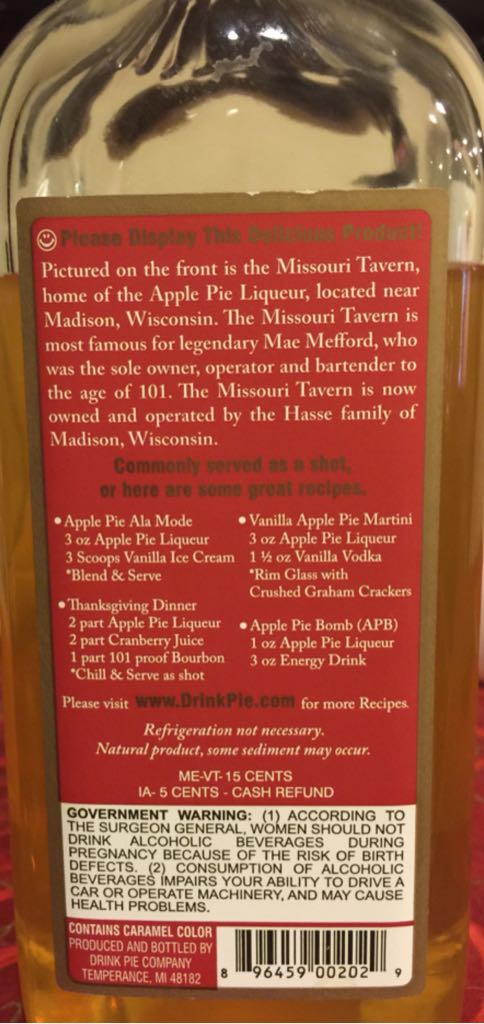 Please Display This Delicious Product!
Pictured on the front is the Missouri Tavern,
home of the Apple Pie Liqueur, located near
Madison, Wisconsin. The Missouri Tavern is
most famous for legendary Mae Mefford, who
was the sole owner, operator and bartender to
the age of 101. The Missouri Tavern is now
owned and operated by the Hasse family of
Madison, Wisconsin.
Commonly served as a shot,
or here are some great recipes.
• Apple Pie Ala Mode
3 oz Apple Pie Liqueur
3 Scoops Vanilla Ice Cream
*Blend & Serve
• Thanksgiving Dinner
2 part Apple Pie Liqueur
2 part Cranberry Juice
1 part 101 proof Bourbon
*Chill & Serve as shot
• Vanilla Apple Pie Martini
3 oz Apple Pie Liqueur
1 ½ oz Vanilla Vodka
*Rim Glass with
Crushed Graham Crackers
• Apple Pie Bomb (APB)
1 oz Apple Pie Liqueur
3 oz Energy Drink
Please visit www.DrinkPie.com for more Recipes.
Refrigeration not necessary.
Natural product, some sediment may occur.
ME-VT- 15 CENTS
IA- 5 CENTS - CASH REFUND
GOVERNMENT WARNING: (1) ACCORDING TO
THE SURGEON GENERAL, WOMEN SHOULD NOT
DRINK ALCOHOLIC BEVERAGES DURING
PREGNANCY BECAUSE OF THE RISK OF BIRTH
DEFECTS. (2) CONSUMPTION OF ALCOHOLIC
BEVERAGES IMPAIRS YOUR ABILITY TO DRIVE A
CAR OR OPERATE MACHINERY, AND MAY CAUSE
HEALTH PROBLEMS.
CONTAINS CARAMEL COLOR
PRODUCED AND BOTTLED BY
DRINK PIE COMPANY
TEMPERANCE, MI 48182
8 96459 00202 9